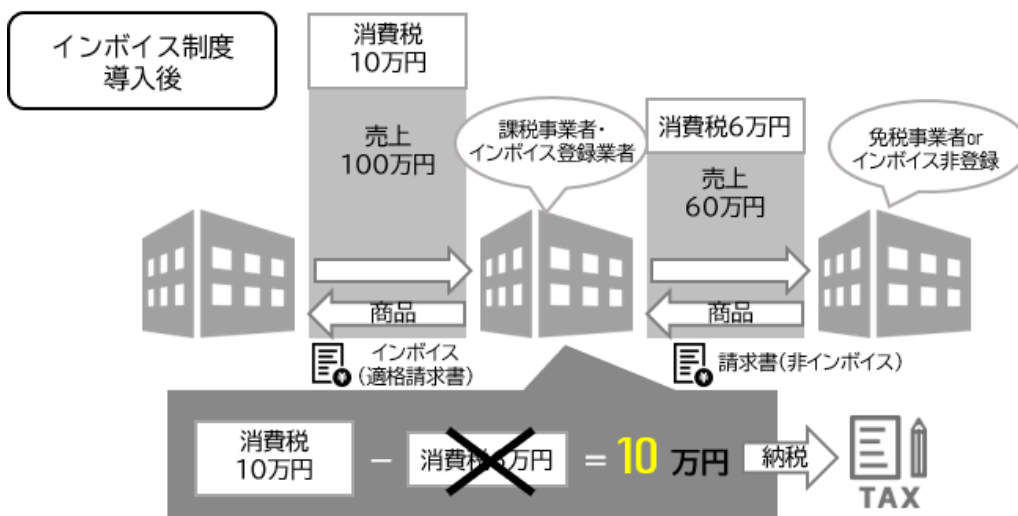 インボイス制度
導入後
消費税
10万円
売上
100万円
課税事業者・
インボイス登録業者
消費税6万円
売上
60万円
免税事業者or
インボイス非登録
商品
商品
インボイス
(適格請求書)
請求書(非インボイス)
消費税
10万円
－
消費税6万円
＝
10 万円
納税
TAX